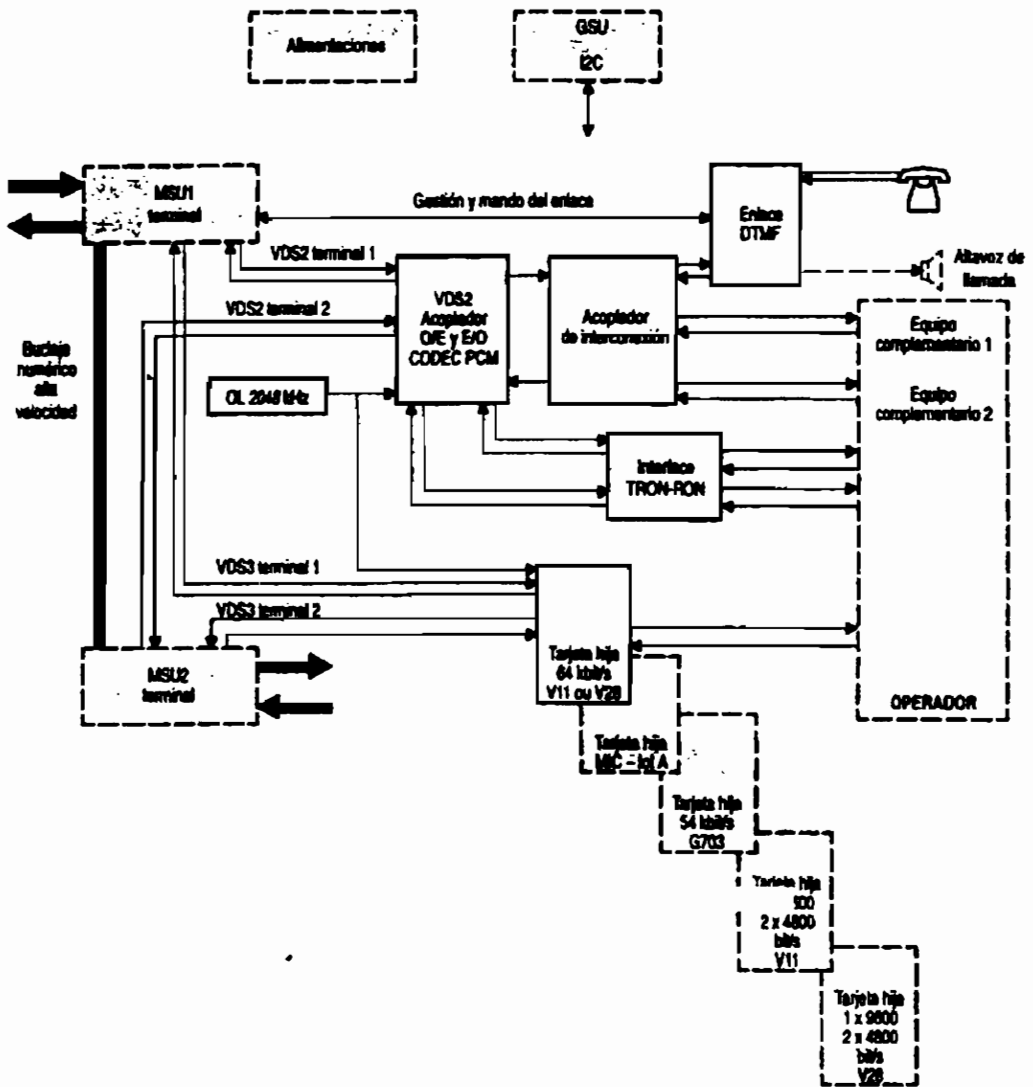 Alimentaciones
GSU
I2C
MSU1
terminal
Gestión y mando del enlace
Enlace
DTMF
VDS2 terminal 1
Altavoz de
llamada
VDS2 terminal 2
VDS2
Acoplador
O/E y E/O
CODEC PCM
Acoplador
de interconexión
Equipo
complementario 1
Buclaje
numérico
alta
velocidad
OL 2048 kHz
Equipo
complementario 2
Interface
TRON-RON
VDS3 terminal 1
VDS3 terminal 2
MSU2
terminal
Tarjeta hija
64 kbit/s
V11 ou V28
OPERADOR
Tarjeta hija
MIC - loi A
Tarjeta hija
54 kbit/s
G703
Tarjeta hija
2 x 4800
bit/s
V11
Tarjeta hija
1 x 9600
2 x 4800
bit/s
V28